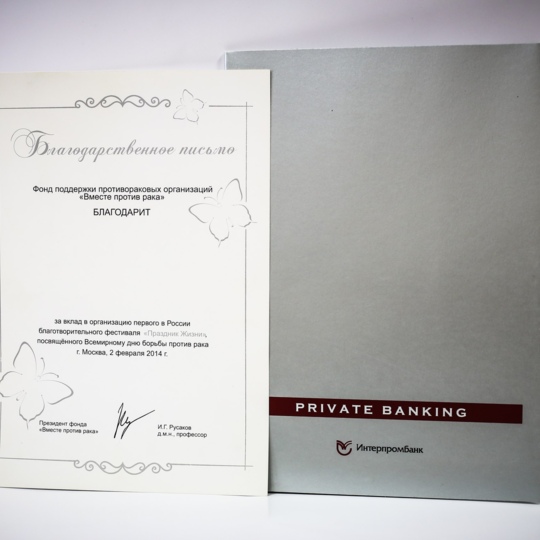 Благодарственное письмо
Фонд поддержки противораковых организаций
«Вместе против рака»
БЛАГОДАРИТ
за вклад в организацию первого в России
благотворительного фестиваля «Праздник Жизни»,
посвящённого Всемирному дню борьбы против рака
г. Москва, 2 февраля 2014 г.
Президент фонда
«Вместе против рака»
И.Г. Русаков
д.м.н., профессор
PRIVATE BANKING
Интерпромбанк